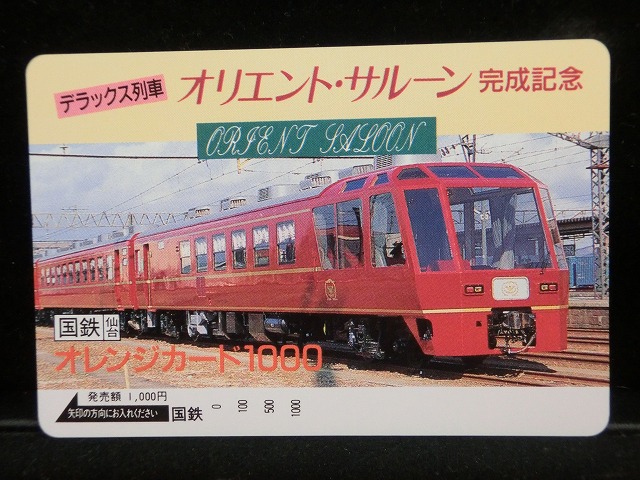 デラックス列車
オリエント・サルーン 完成記念
ORIENT SALOON
国鉄 仙台
オレンジカード1000
発売額 1,000円
矢印の方向にお入れください
国鉄 0 100 500 1000